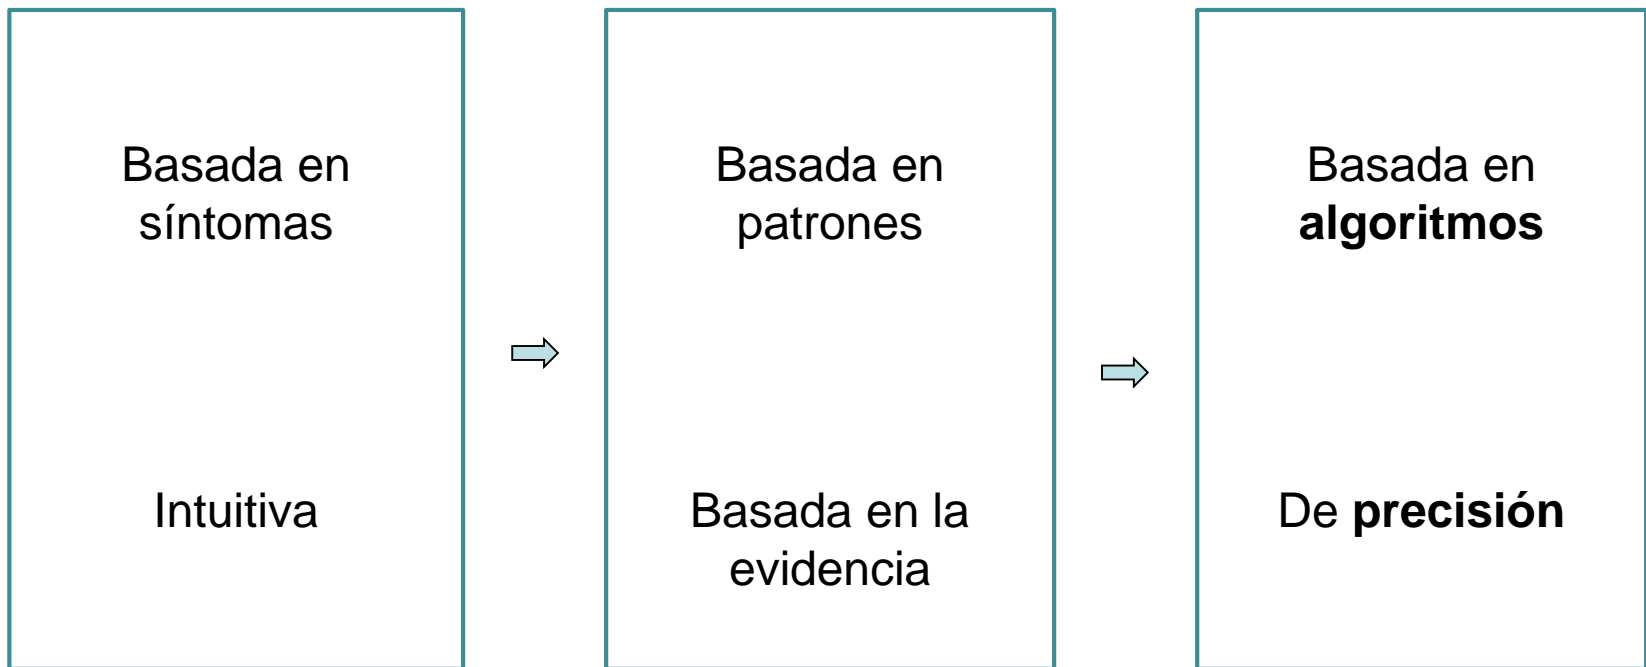 Basada en
síntomas
Intuitiva
Basada en
patrones
Basada en la
evidencia
Basada en
algoritmos
De precisión